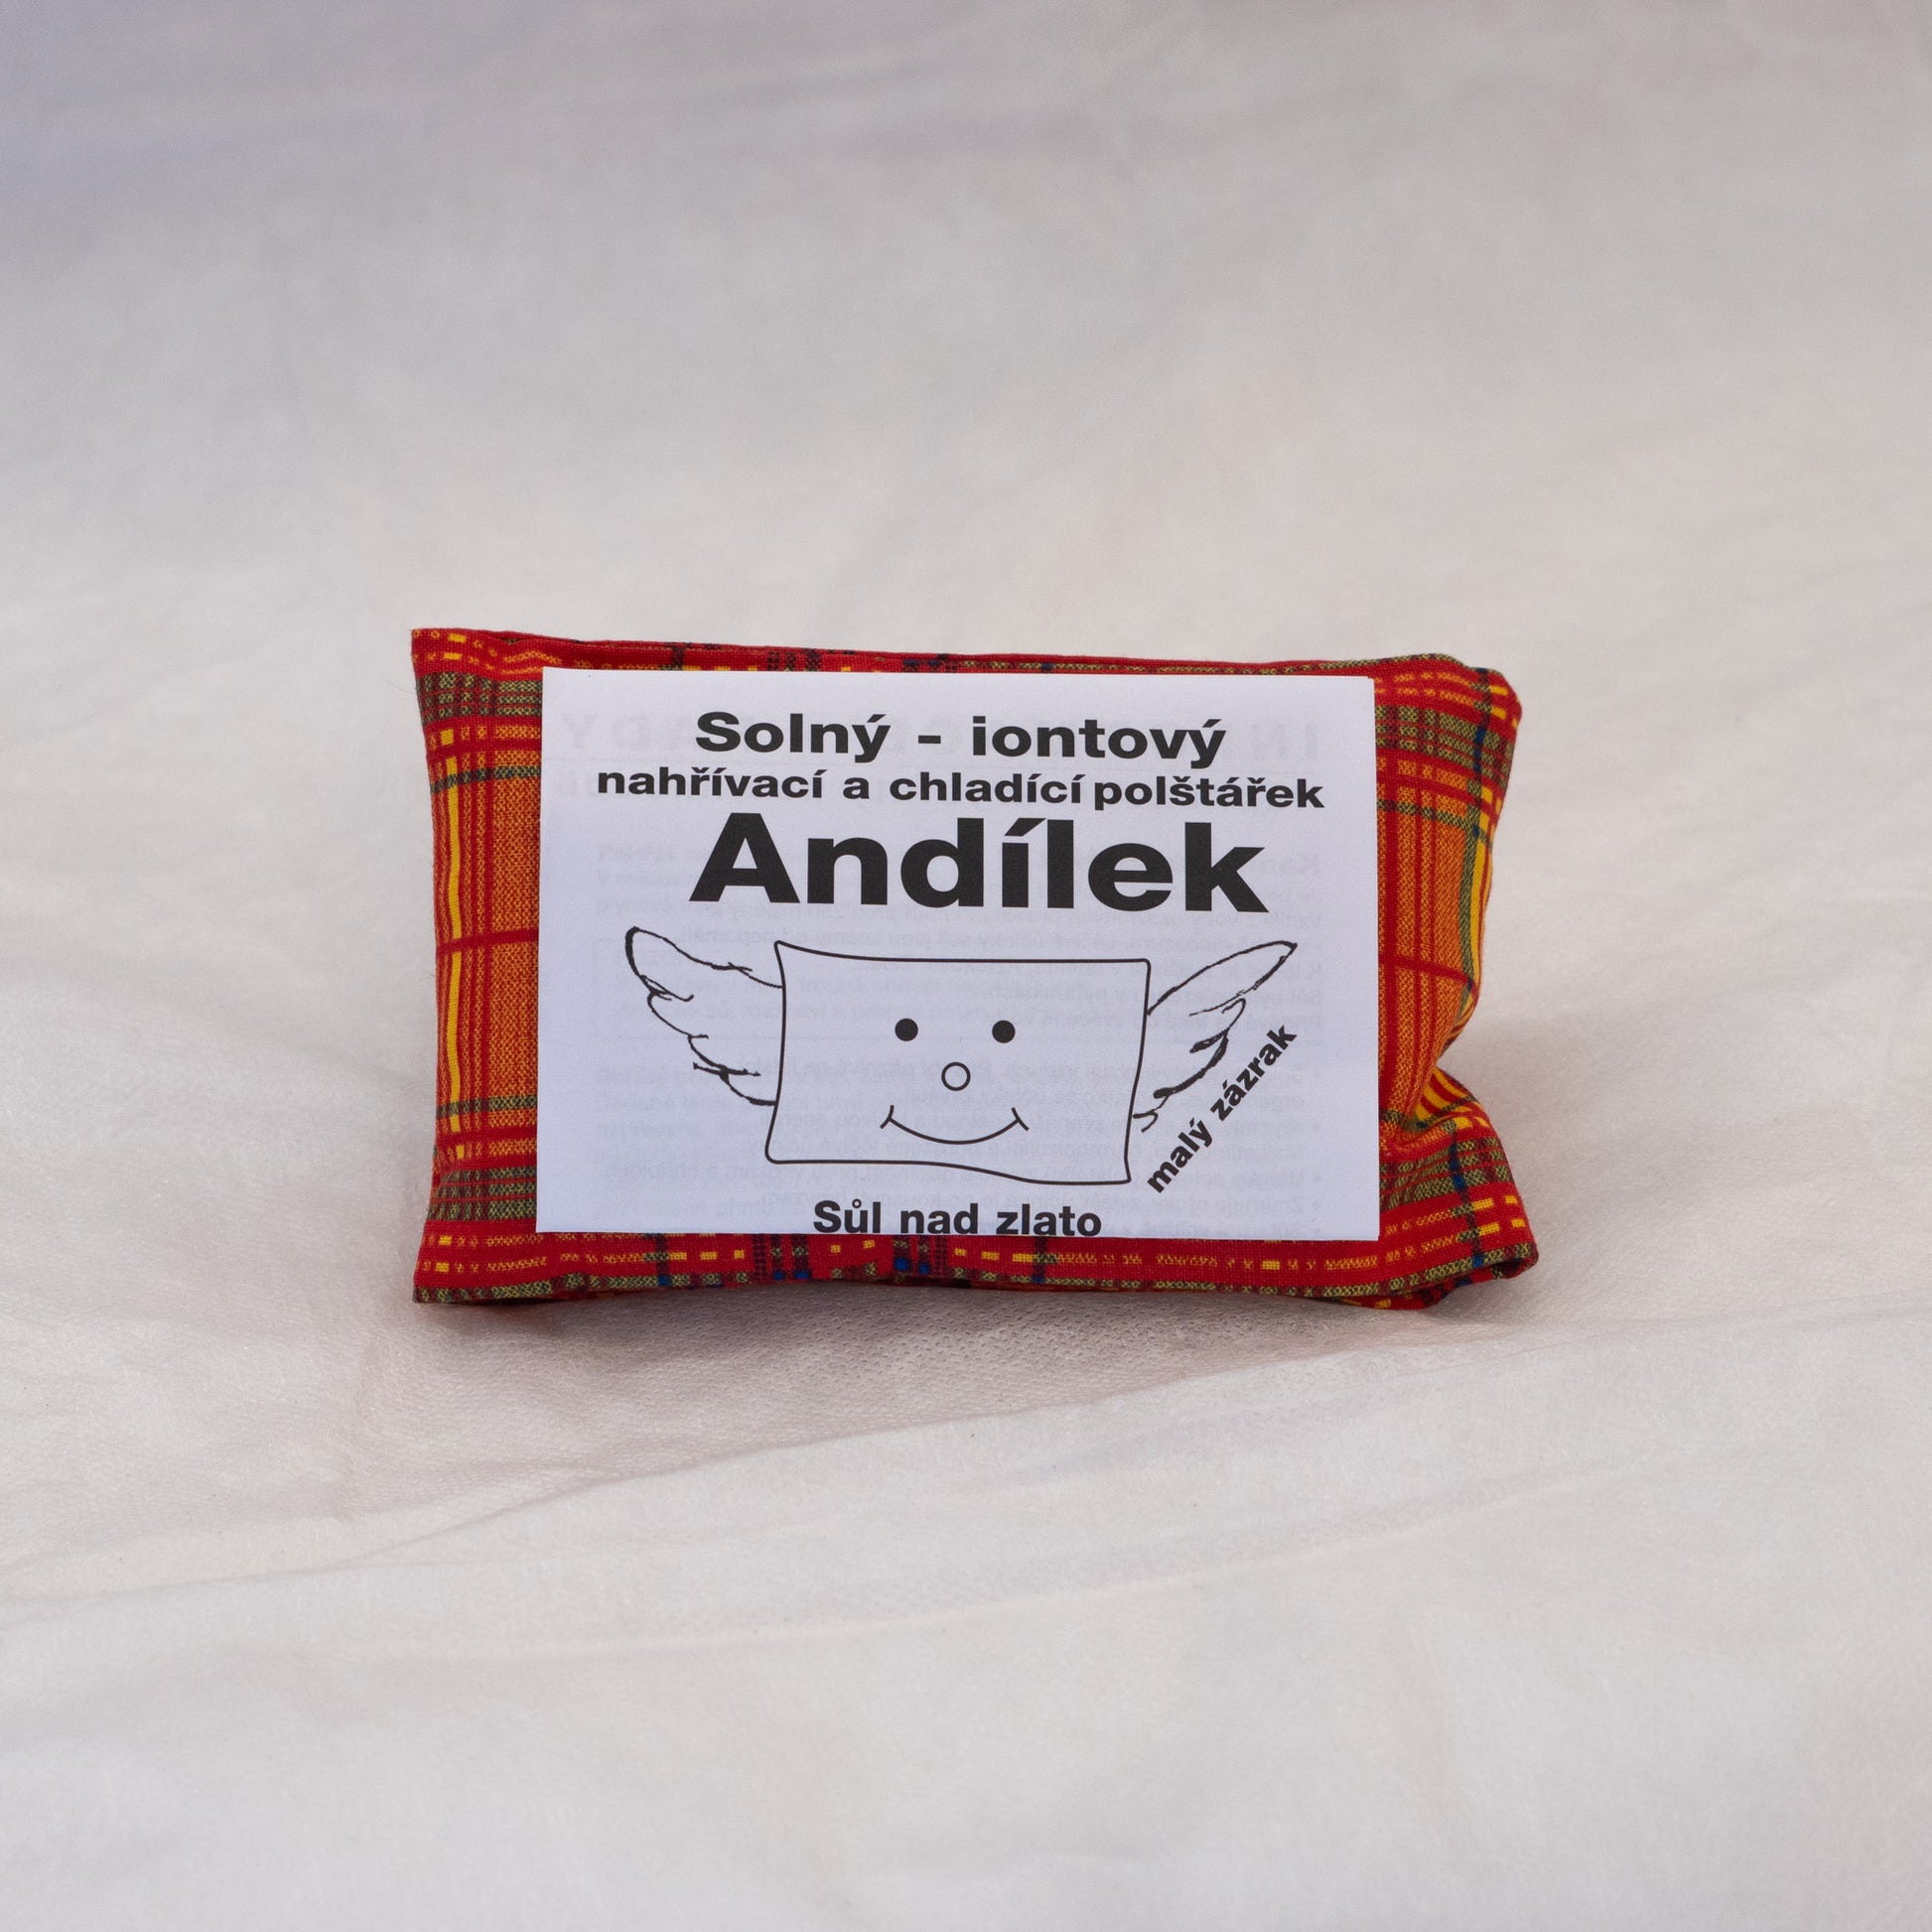 Solný - iontový
nahřívací a chladící polštářek
Andílek
malý zázrak
Sůl nad zlato